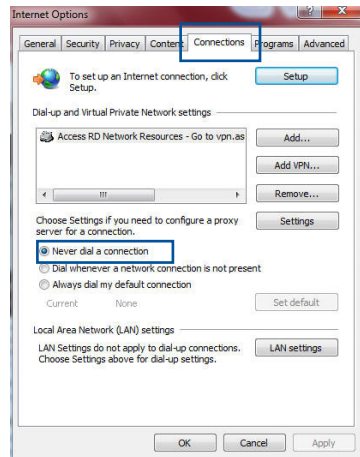 Internet Options
General Security Privacy Content Connections Programs Advanced
To set up an Internet connection, click
Setup.
Setup
Dial-up and Virtual Private Network settings
Access RD Network Resources - Go to vpn.as
Add...
Add VPN...
Remove...
Choose Settings if you need to configure a proxy
server for a connection.
Settings
Never dial a connection
Dial whenever a network connection is not present
Always dial my default connection
Current None
Set default
Local Area Network (LAN) settings
LAN Settings do not apply to dial-up connections.
Choose Settings above for dial-up settings.
LAN settings
OK Cancel Apply